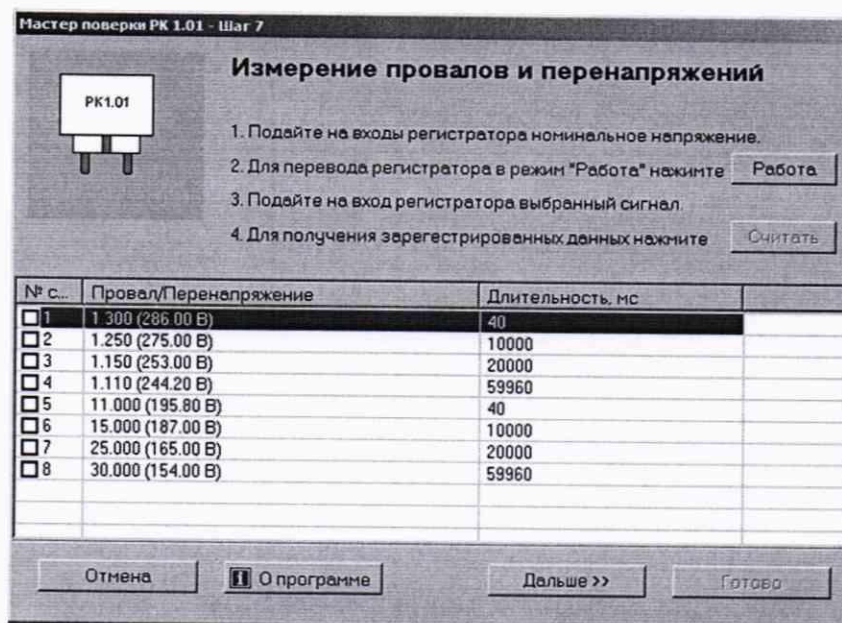 Мастер поверки РК 1.01 - Шаг 7
РК1.01
Измерение провалов и перенапряжений
1. Подайте на входы регистратора номинальное напряжение.
2. Для перевода регистратора в режим "Работа" нажмите Работа
3. Подайте на вход регистратора выбранный сигнал.
4. Для получения зарегестрированных данных нажмите Считать
№ с... Провал/Перенапряжение Длительность, мс
1 1.300 (286.00 В) 40
2 1.250 (275.00 В) 10000
3 1.150 (253.00 В) 20000
4 1.110 (244.20 В) 59960
5 11.000 (195.80 В) 40
6 15.000 (187.00 В) 10000
7 25.000 (165.00 В) 20000
8 30.000 (154.00 В) 59960
Отмена О программе Дальше >> Готово